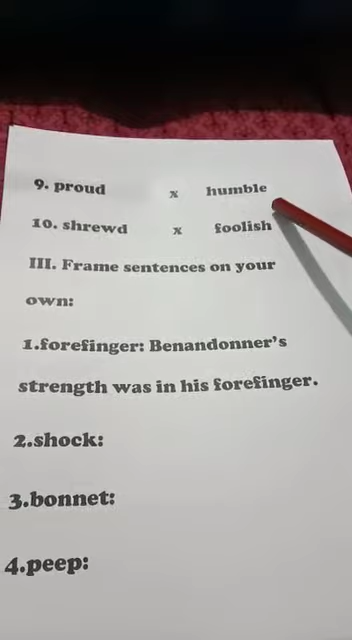 9. proud x humble
10. shrewd x foolish
III. Frame sentences on your
own:
1.forefinger: Benandonner's
strength was in his forefinger.
2.shock:
3.bonnet:
4.peep: